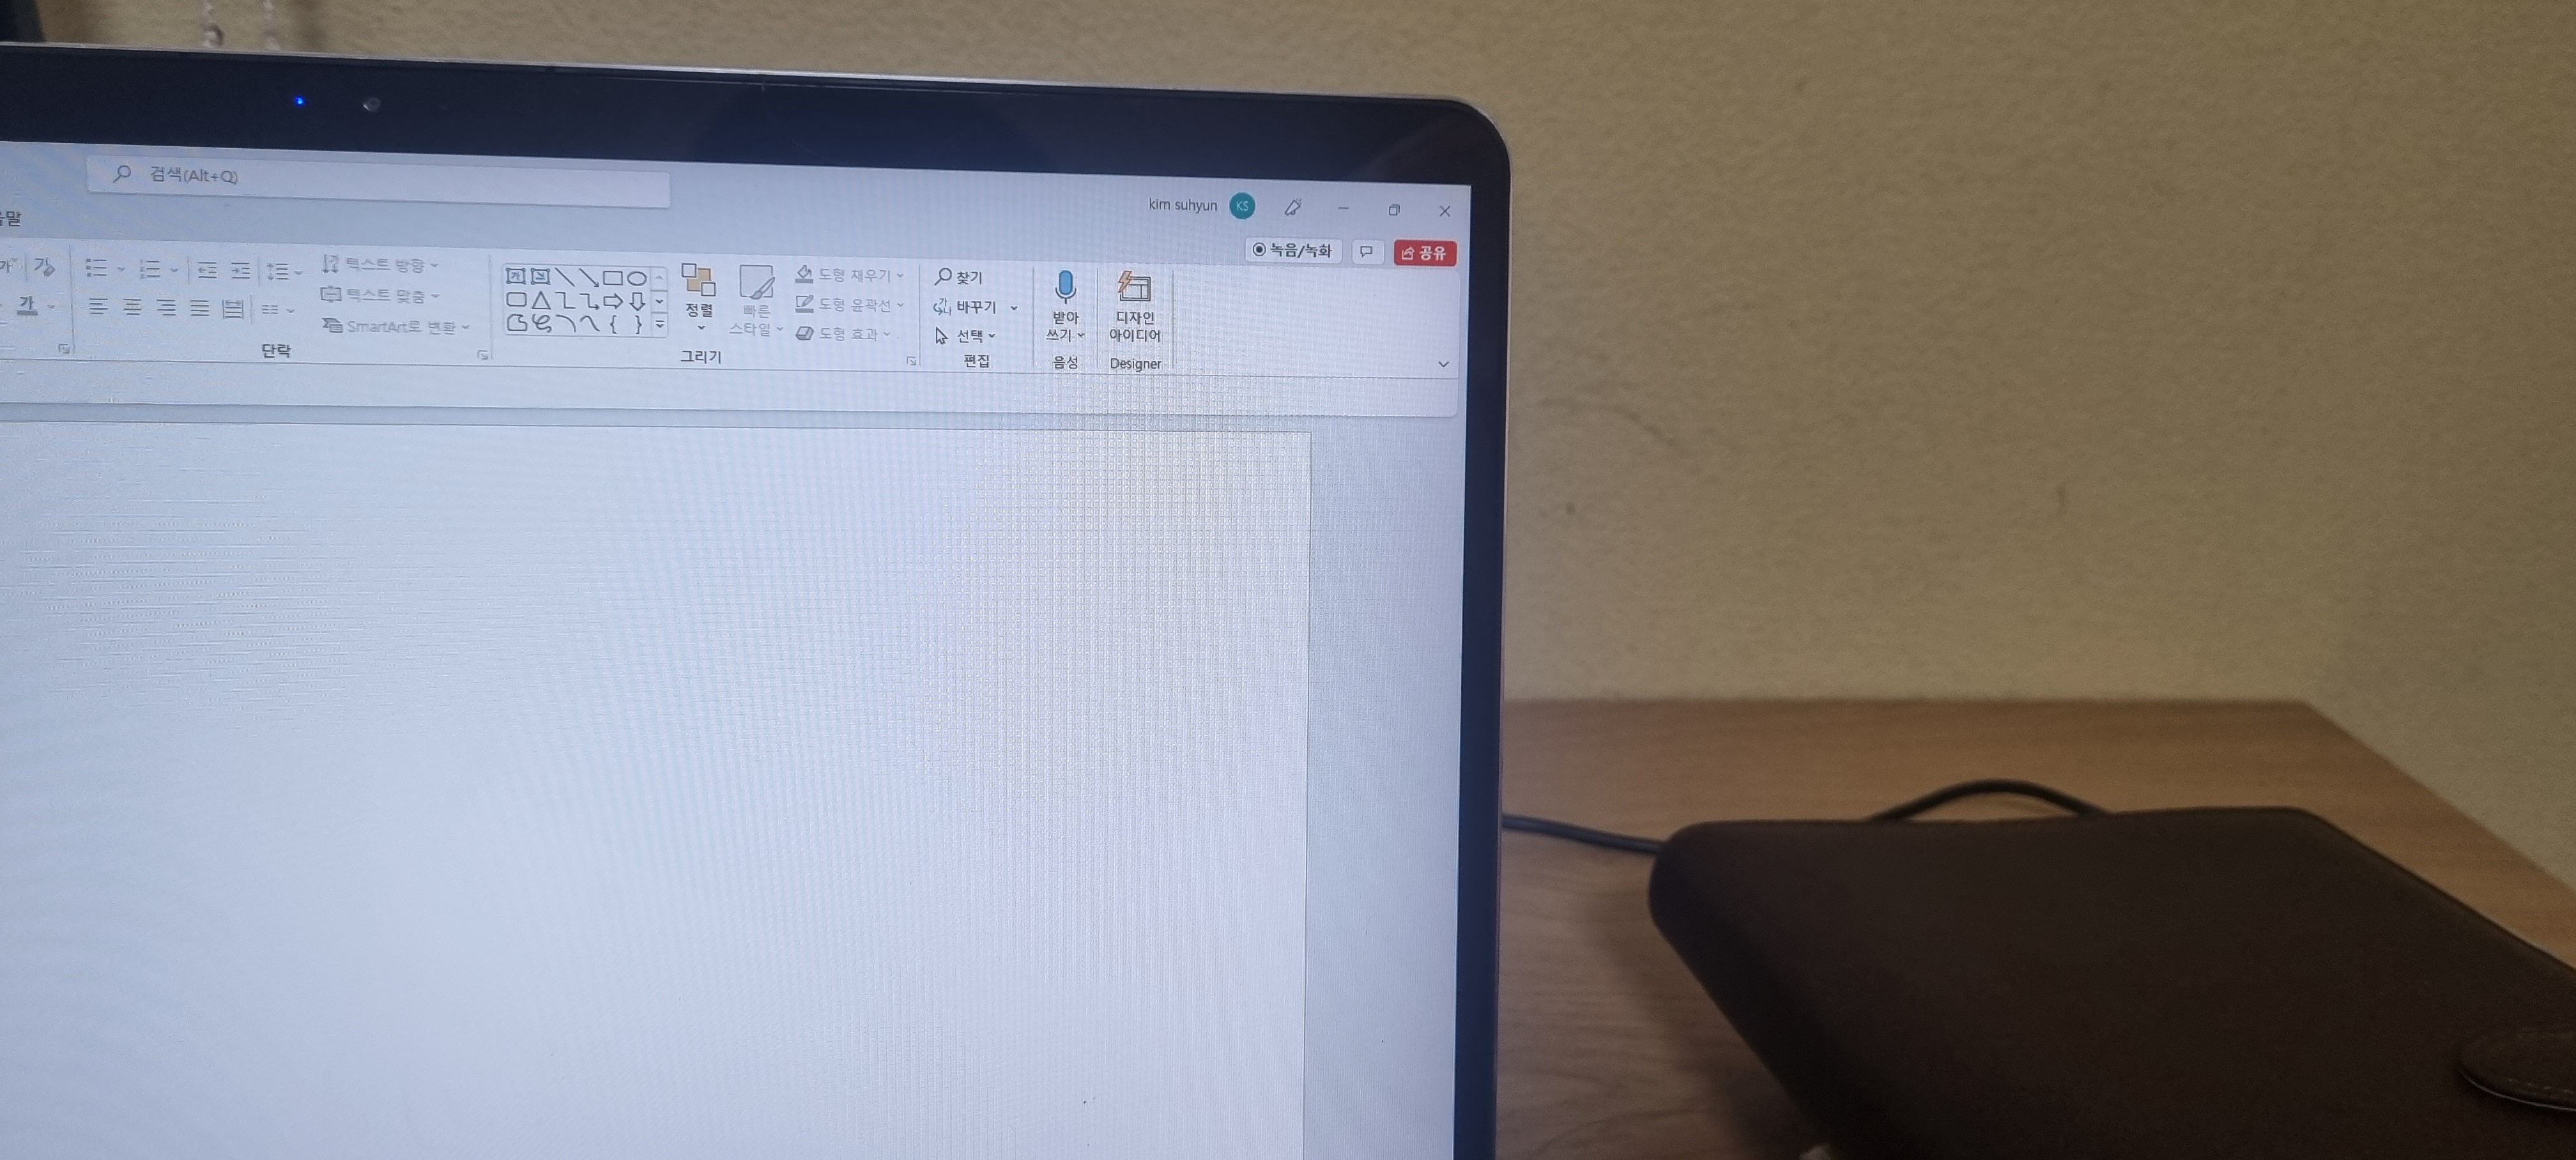 검색(Alt+Q)
kim suhyun KS
녹음/녹화 공유
가 텍스트 방향
텍스트 맞춤
SmartArt로 변환
단락
정렬
빠른
스타일
도형 채우기
도형 윤곽선
도형 효과
그리기
찾기
바꾸기
선택
편집
받아
쓰기
음성
디자인
아이디어
Designer